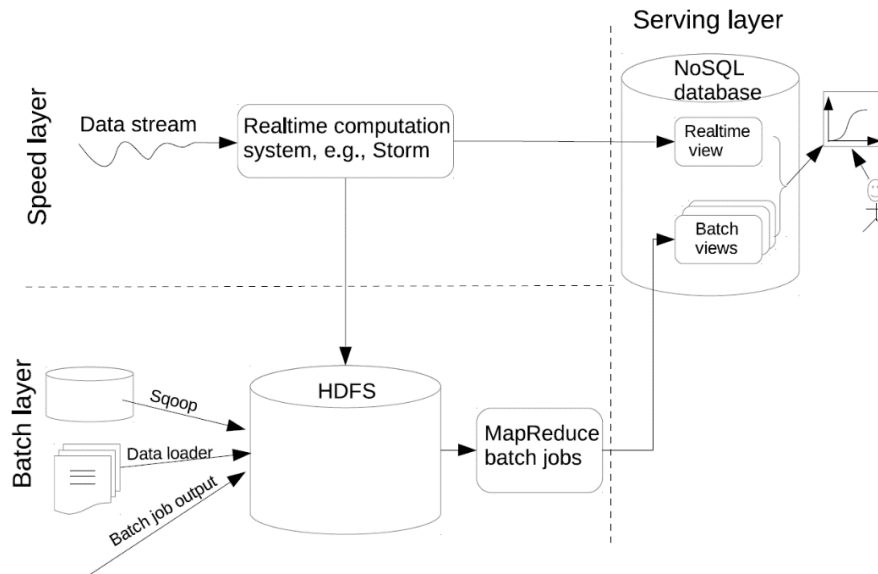 Serving layer
NoSQL
database
Speed layer
Data stream
Realtime computation
system, e.g., Storm
Realtime
view
Batch
views
Batch layer
Sqoop
Data loader
Batch job output
HDFS
MapReduce
batch jobs